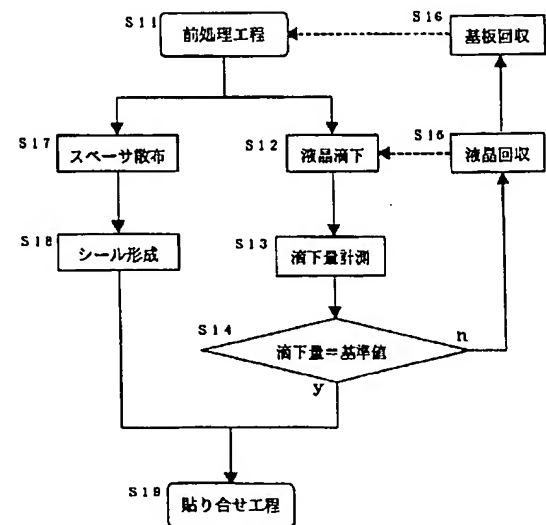 S11
前処理工程
S16
基板回収
S17
スペーサ散布
S12
液晶滴下
S15
液晶回収
S18
シール形成
S13
滴下量計測
S14
滴下量=基準値
n
y
S19
貼り合せ工程